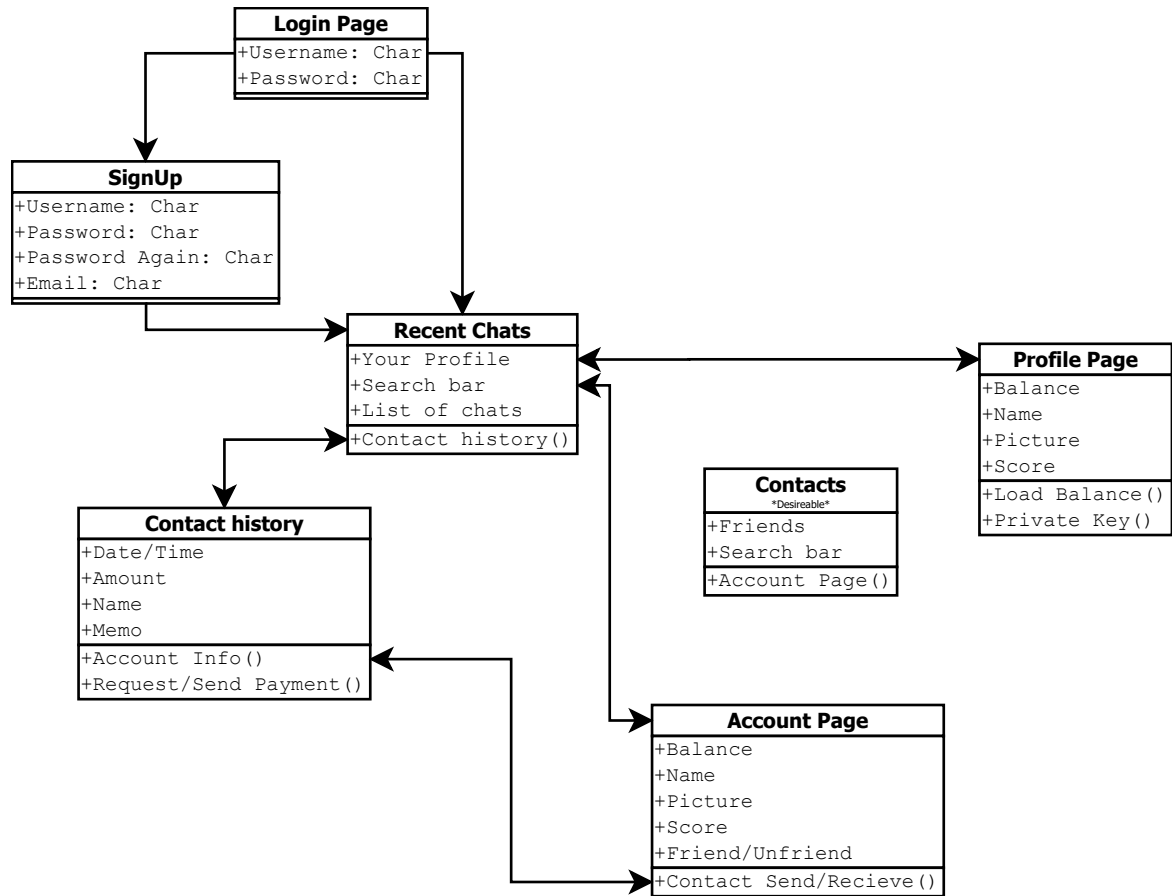 Login Page
+Username: Char
+Password: Char
SignUp
+Username: Char
+Password: Char
+Password Again: Char
+Email: Char
Recent Chats
+Your Profile
+Search bar
+List of chats
+Contact history()
Profile Page
+Balance
+Name
+Picture
+Score
+Load Balance()
+Private Key()
Contacts
*Desireable*
+Friends
+Search bar
+Account Page()
Contact history
+Date/Time
+Amount
+Name
+Memo
+Account Info()
+Request/Send Payment()
Account Page
+Balance
+Name
+Picture
+Score
+Friend/Unfriend
+Contact Send/Recieve()